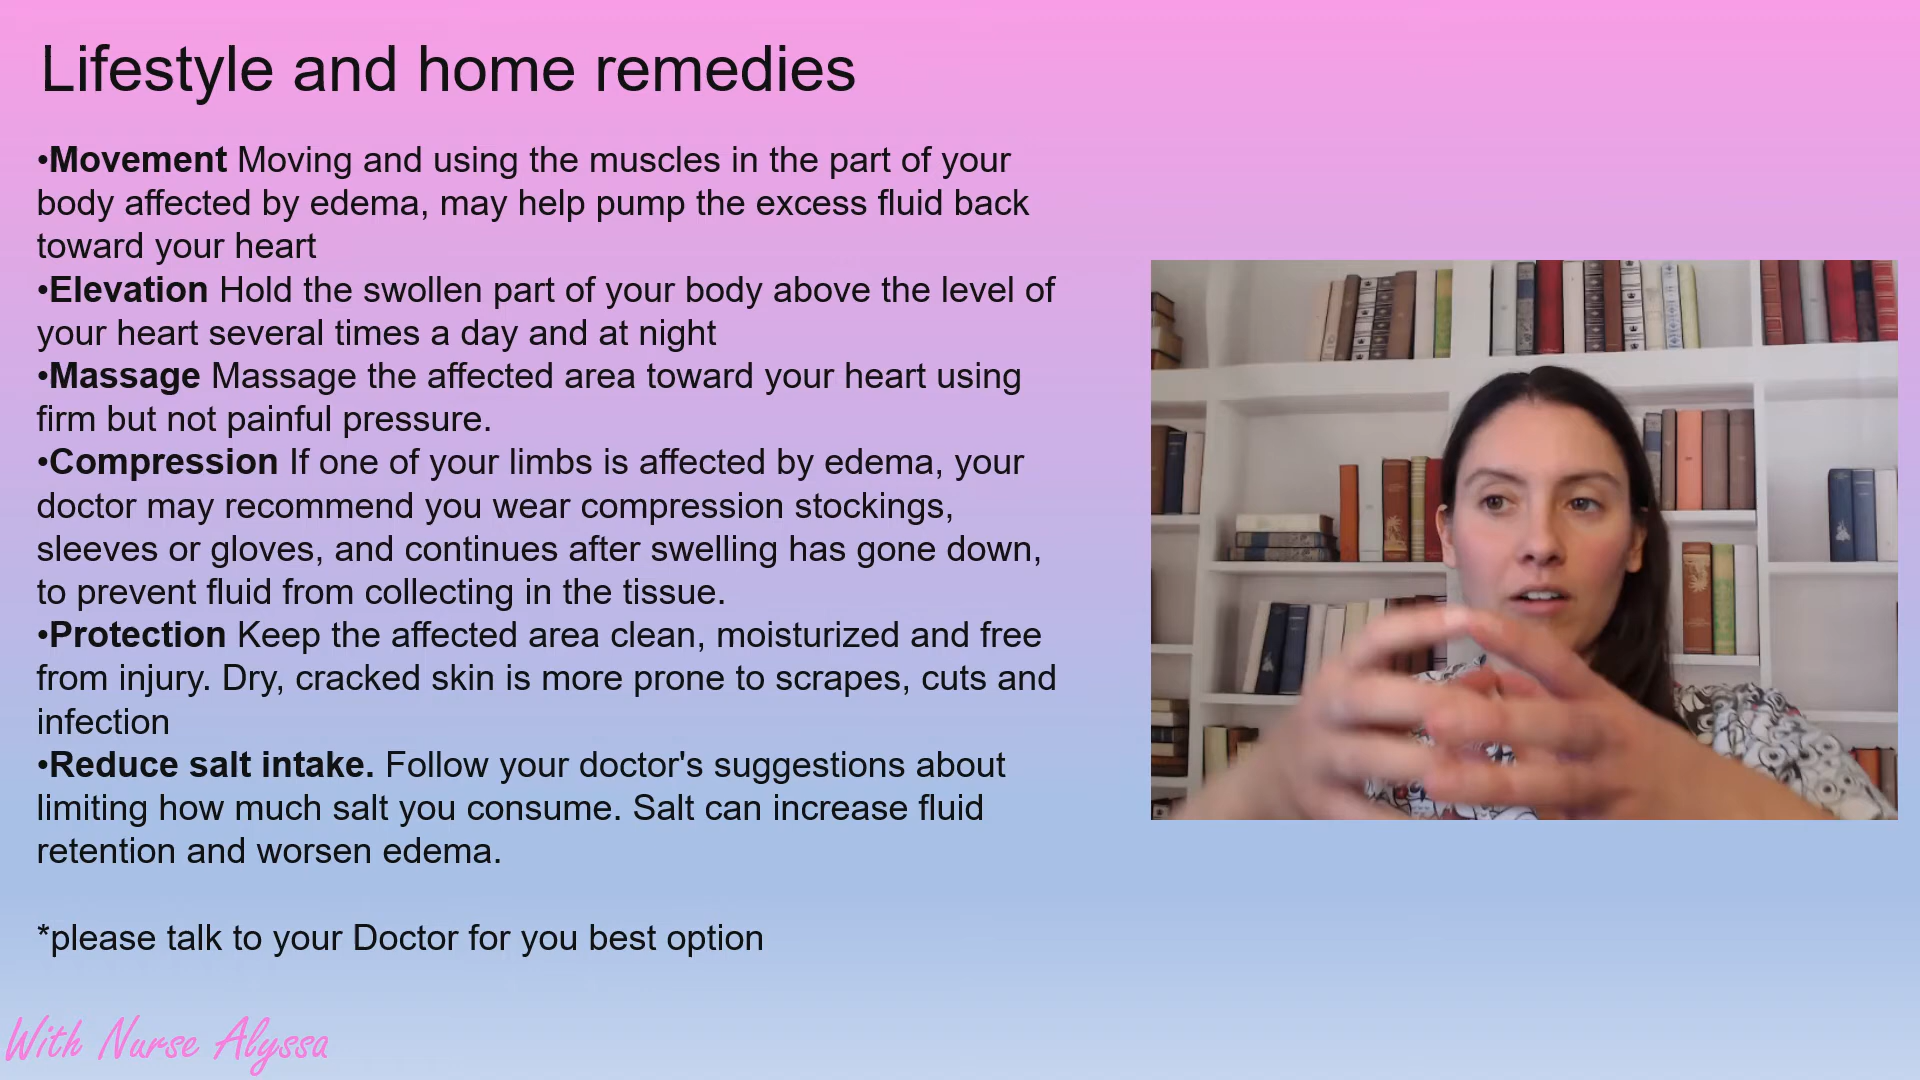 Lifestyle and home remedies
•Movement Moving and using the muscles in the part of your
body affected by edema, may help pump the excess fluid back
toward your heart
•Elevation Hold the swollen part of your body above the level of
your heart several times a day and at night
•Massage Massage the affected area toward your heart using
firm but not painful pressure.
•Compression If one of your limbs is affected by edema, your
doctor may recommend you wear compression stockings,
sleeves or gloves, and continues after swelling has gone down,
to prevent fluid from collecting in the tissue.
•Protection Keep the affected area clean, moisturized and free
from injury. Dry, cracked skin is more prone to scrapes, cuts and
infection
•Reduce salt intake. Follow your doctor's suggestions about
limiting how much salt you consume. Salt can increase fluid
retention and worsen edema.
*please talk to your Doctor for you best option
With Nurse Alyssa